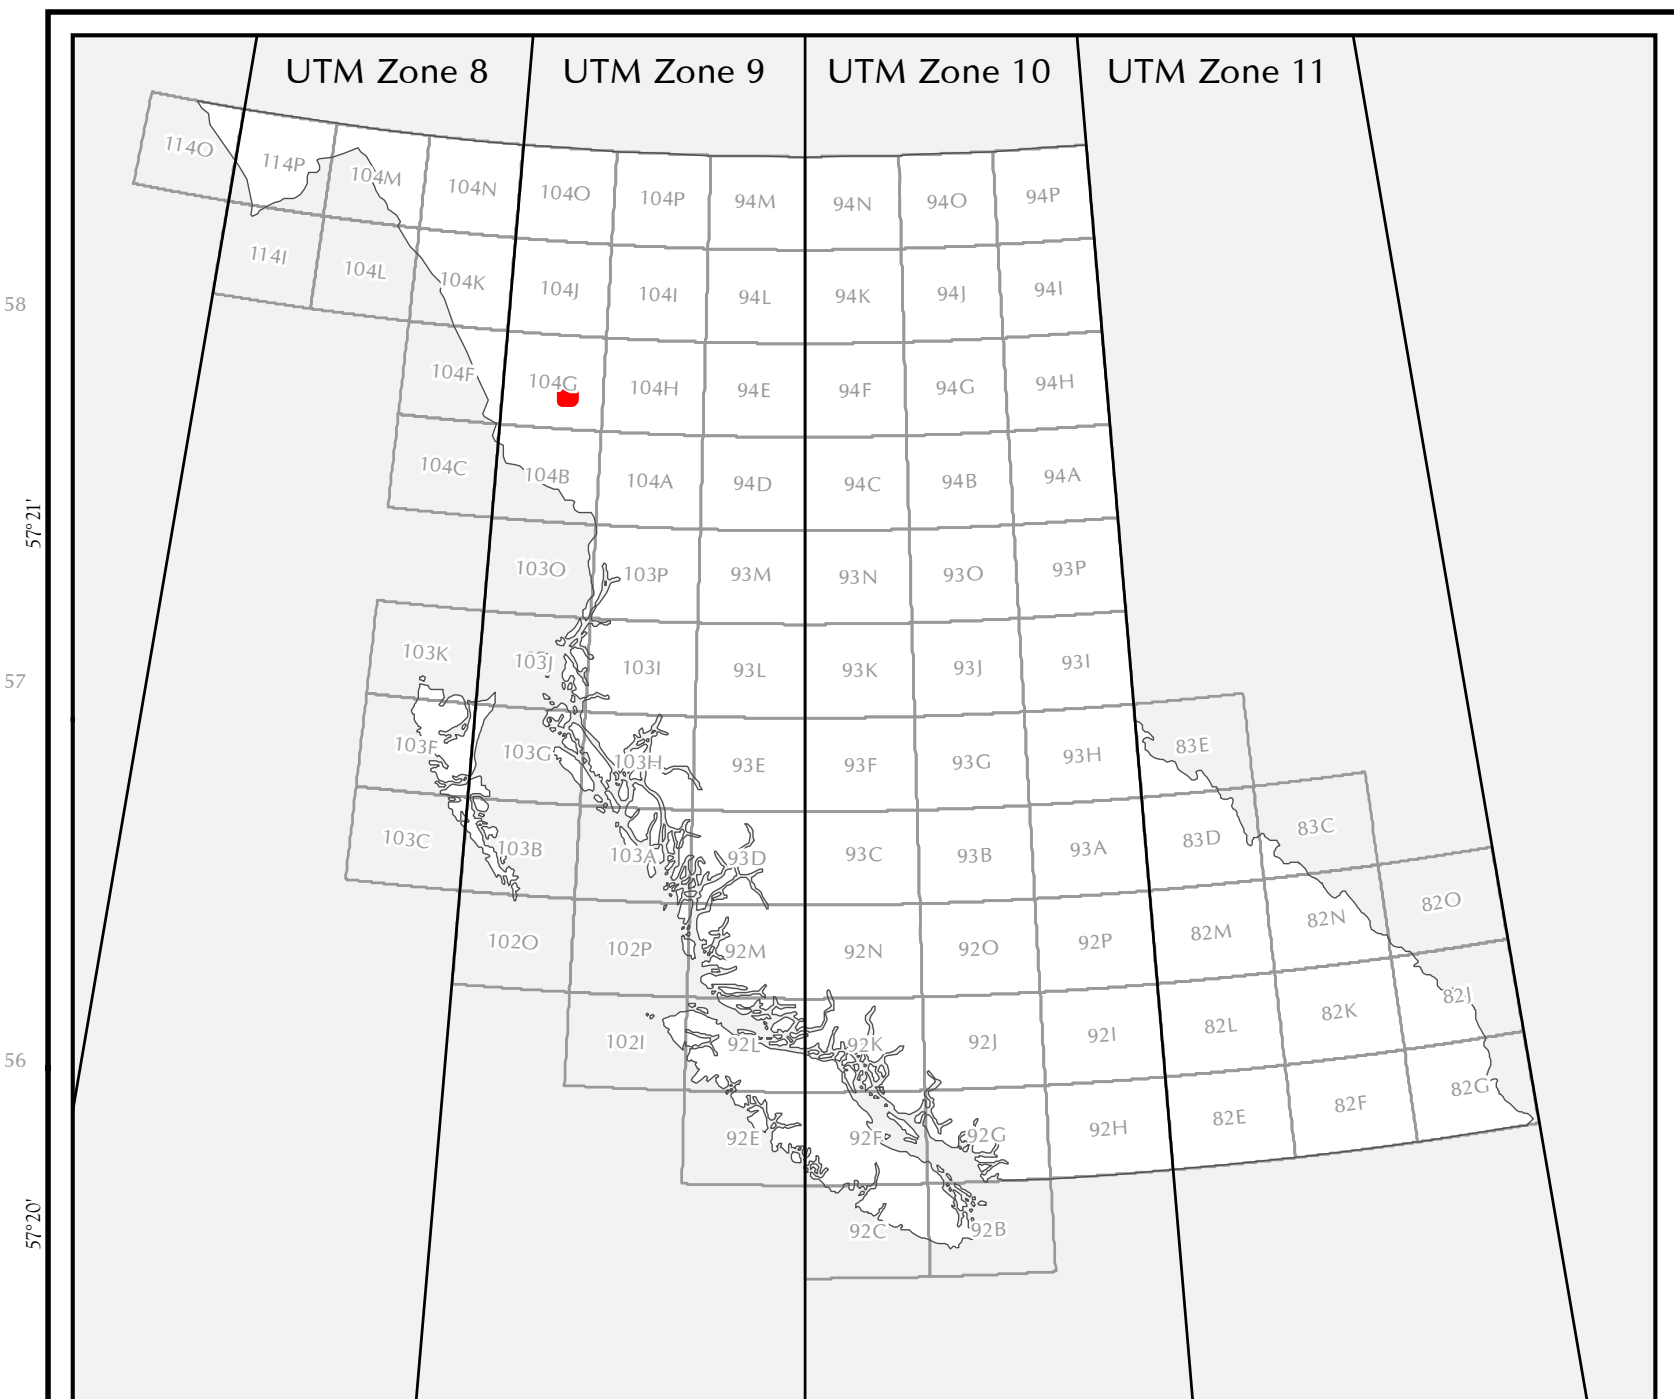 UTM Zone 8 UTM Zone 9 UTM Zone 10 UTM Zone 11
114O 114P 104M 104N 104O 104P 94M 94N 94O 94P
114I 104L 104K 104J 104I 94L 94K 94J 94I
58
104F 104G 104H 94E 94F 94G 94H
104C 104B 104A 94D 94C 94B 94A
57°21'
103O 103P 93M 93N 93O 93P
103K 103J 103I 93L 93K 93J 93I
57
103F 103G 103H 93E 93F 93G 93H 83E
103C 103B 103A 93D 93C 93B 93A 83D 83C
102O 102P 92M 92N 92O 92P 82M 82N 82O
102I 92L 92K 92J 92I 82L 82K 82J
56
92E 92F 92G 92H 82E 82F 82G
57°20'
92C 92B